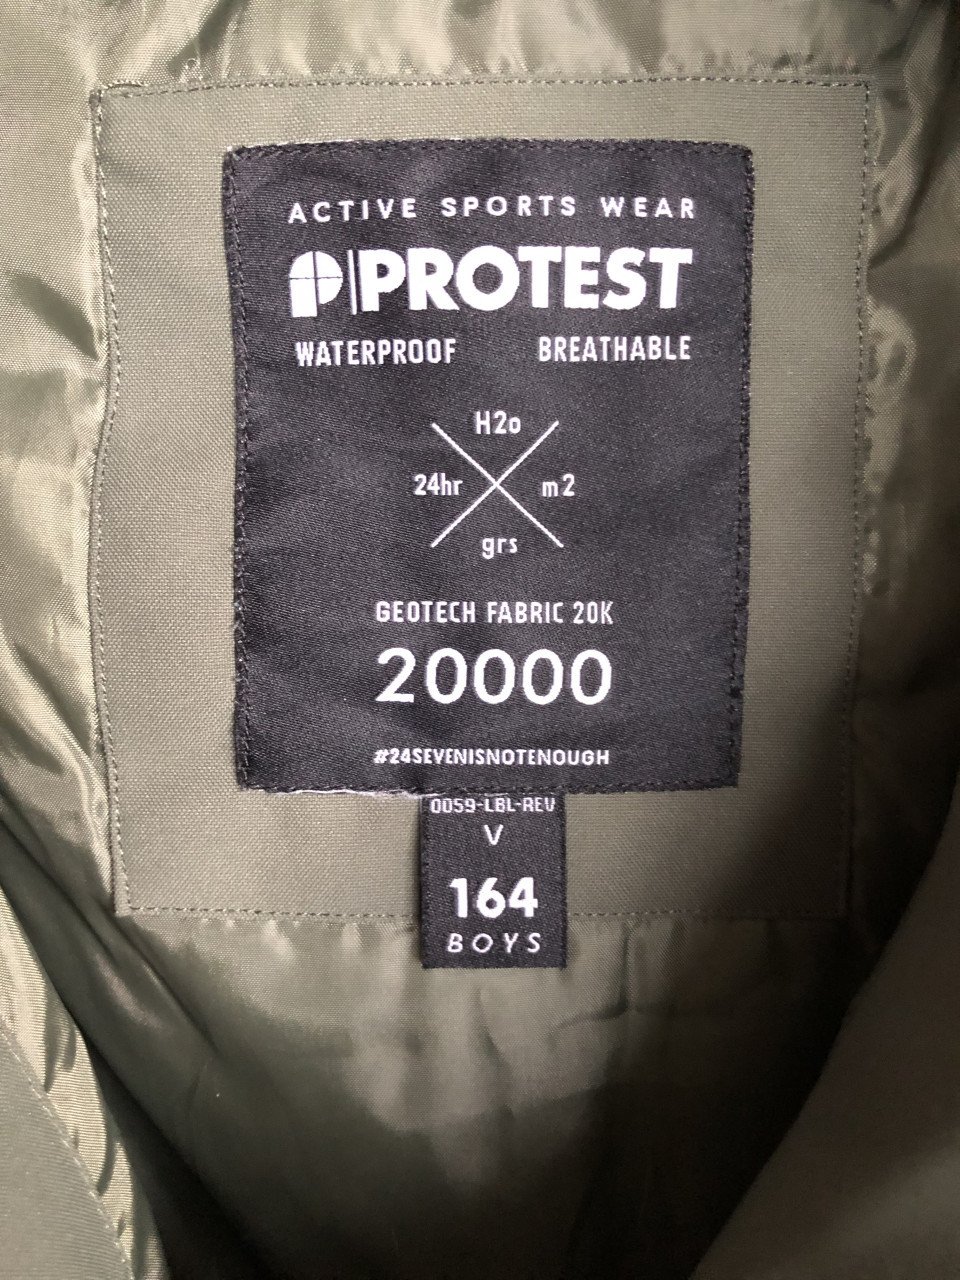 ACTIVE SPORTS WEAR
PROTEST
WATERPROOF BREATHABLE
H2o
24hr m2
grs
GEOTECH FABRIC 20K
20000
#24SEVENISNOTENOUGH
0059-LBL-REV
V
164
BOYS